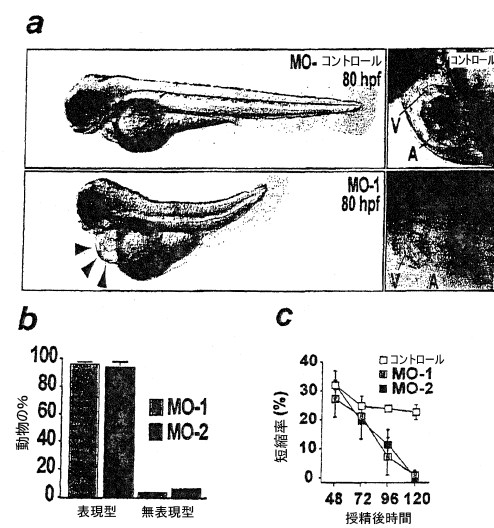 a
MO- コントロール
80 hpf
コントロール
V
A
MO-1
80 hpf
V A
b
動物の%
100
80
60
40
20
0
MO-1
MO-2
表現型 無表現型
c
コントロール
MO-1
MO-2
短縮率 (%)
40
30
20
10
0
48 72 96 120
授精後時間